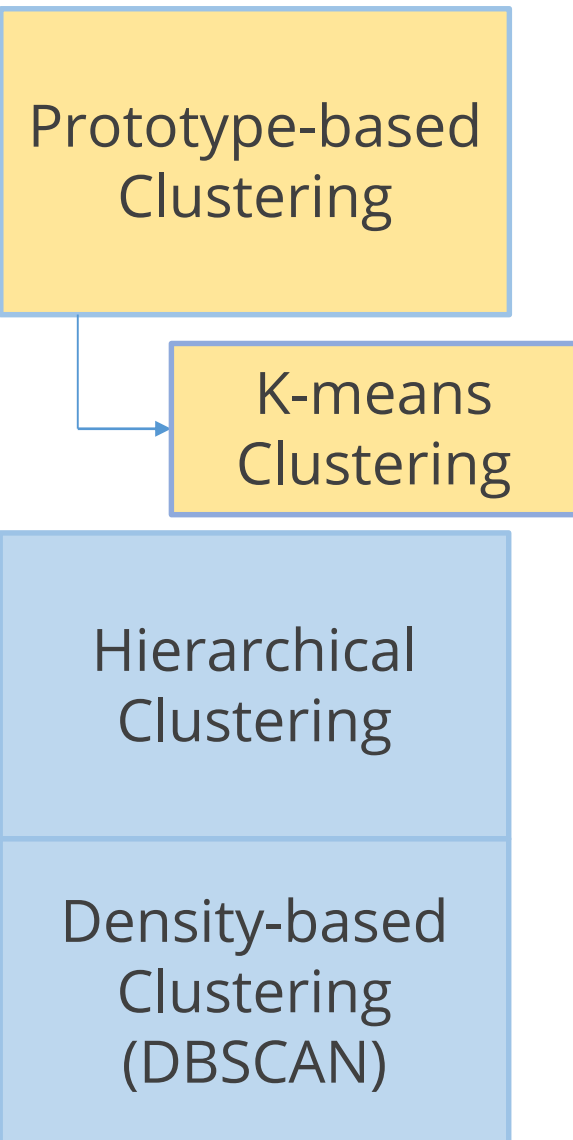 Prototype-based
Clustering
K-means
Clustering
Hierarchical
Clustering
Density-based
Clustering
(DBSCAN)